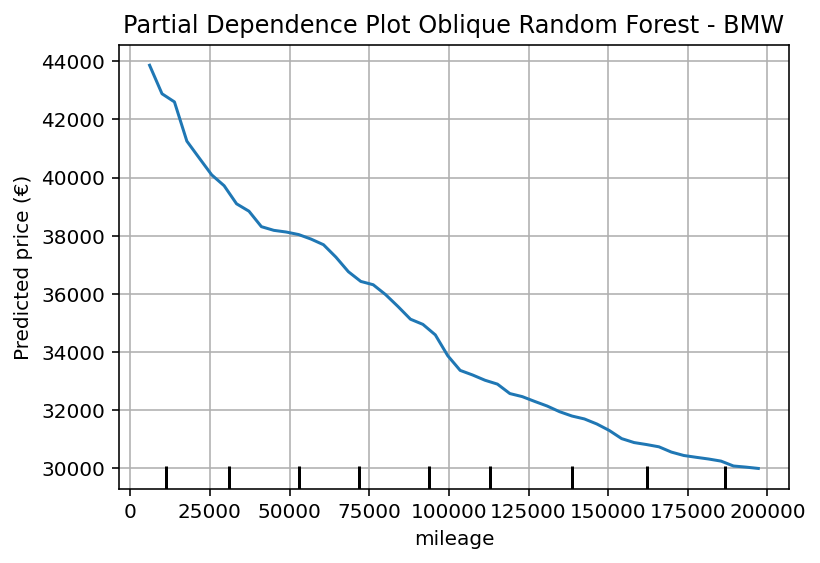 Partial Dependence Plot Oblique Random Forest - BMW
44000
42000
40000
38000
36000
34000
32000
30000
Predicted price (€)
0 25000 50000 75000 100000 125000 150000 175000 200000
mileage